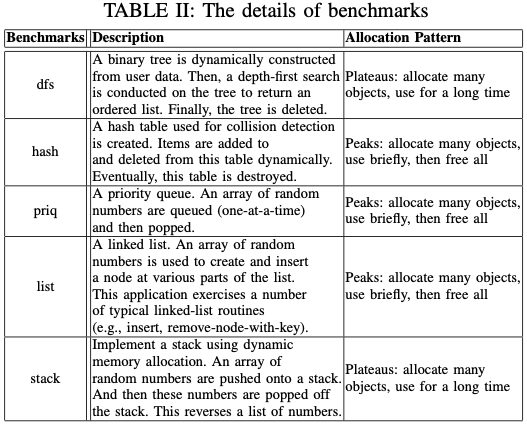 TABLE II: The details of benchmarks
Benchmarks Description Allocation Pattern
dfs
A binary tree is dynamically constructed
from user data. Then, a depth-first search
is conducted on the tree to return an
ordered list. Finally, the tree is deleted.
Plateaus: allocate many
objects, use for a long time
hash
A hash table used for collision detection
is created. Items are added to
and deleted from this table dynamically.
Eventually, this table is destroyed.
Peaks: allocate many objects,
use briefly, then free all
priq
A priority queue. An array of random
numbers are queued (one-at-a-time)
and then popped.
Peaks: allocate many objects,
use briefly, then free all
list
A linked list. An array of random
numbers is used to create and insert
a node at various parts of the list.
This application exercises a number
of typical linked-list routines
(e.g., insert, remove-node-with-key).
Peaks: allocate many objects,
use briefly, then free all
stack
Implement a stack using dynamic
memory allocation. An array of
random numbers are pushed onto a stack.
And then these numbers are popped off
the stack. This reverses a list of numbers.
Plateaus: allocate many
objects, use for a long time